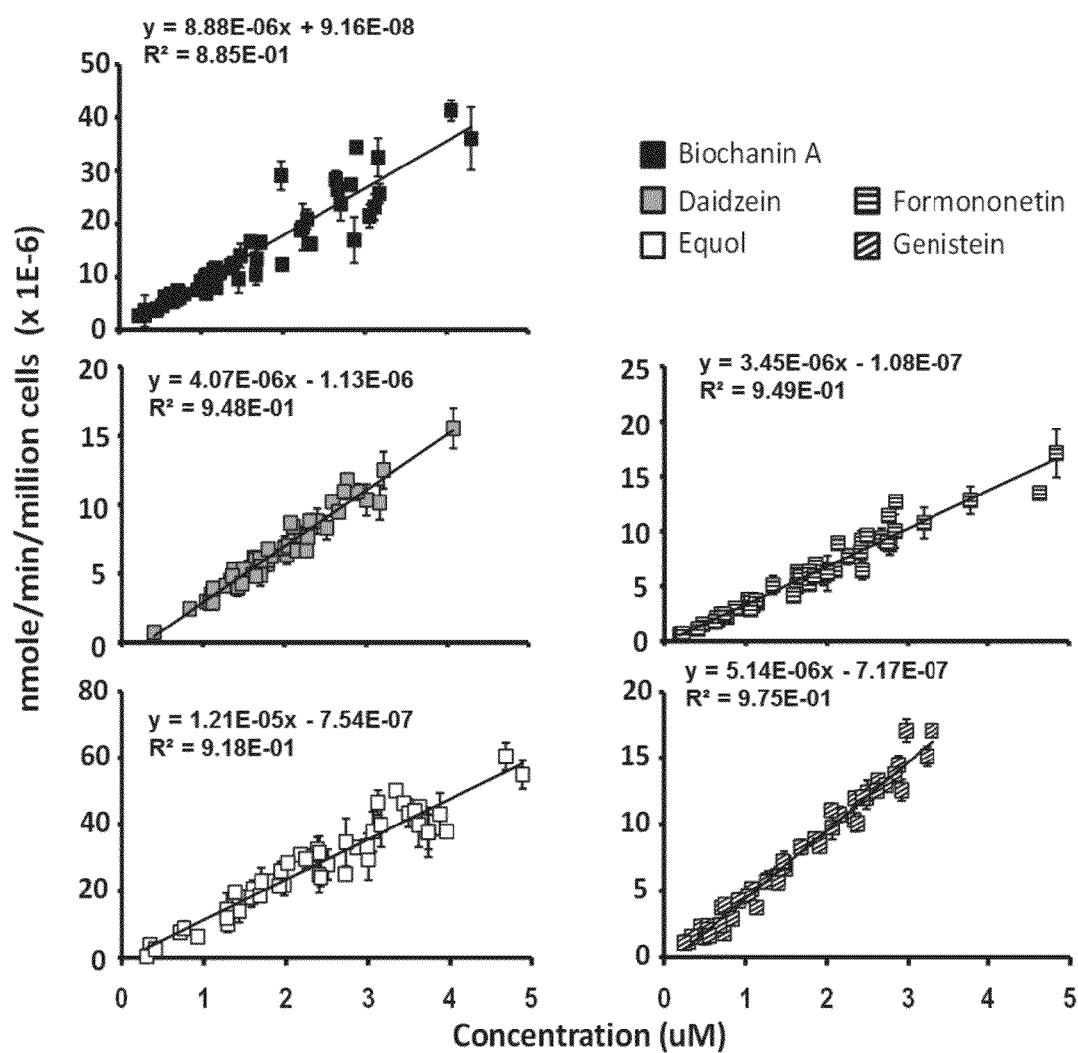 y = 8.88E-06x + 9.16E-08
R² = 8.85E-01
50
40
30
20
10
0
Biochanin A
Daidzein
Equol
Formononetin
Genistein
nmole/min/million cells (x 1E-6)
y = 4.07E-06x - 1.13E-06
R² = 9.48E-01
20
15
10
5
0
y = 3.45E-06x - 1.08E-07
R² = 9.49E-01
25
20
15
10
5
0
y = 1.21E-05x - 7.54E-07
R² = 9.18E-01
80
60
40
20
0
0 1 2 3 4 5
y = 5.14E-06x - 7.17E-07
R² = 9.75E-01
20
15
10
5
0
0 1 2 3 4 5
Concentration (uM)